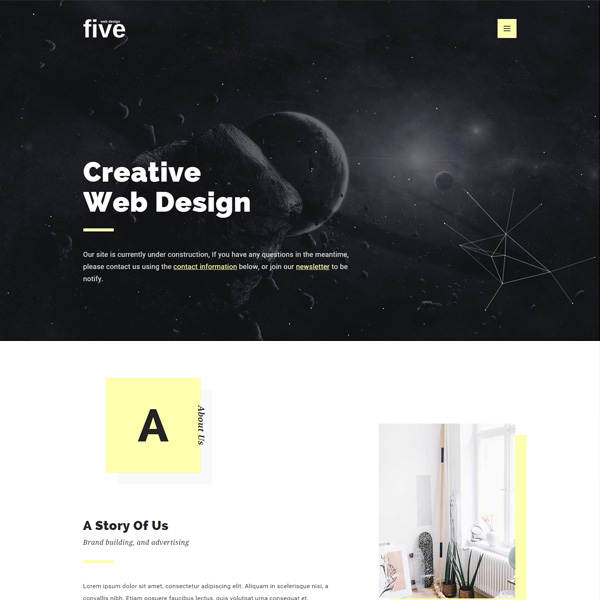 web design
five
Creative
Web Design
Our site is currently under construction, If you have any questions in the meantime,
please contact us using the contact information below, or join our newsletter to be
notify.
A
About Us
A Story Of Us
Brand building, and advertising
Lorem ipsum dolor sit amet, consectetur adipiscing elit. Aliquam in scelerisque nisi, a
convallis nibh. Etiam posuere faucibus lectus, quis volutpat urna consequat et.